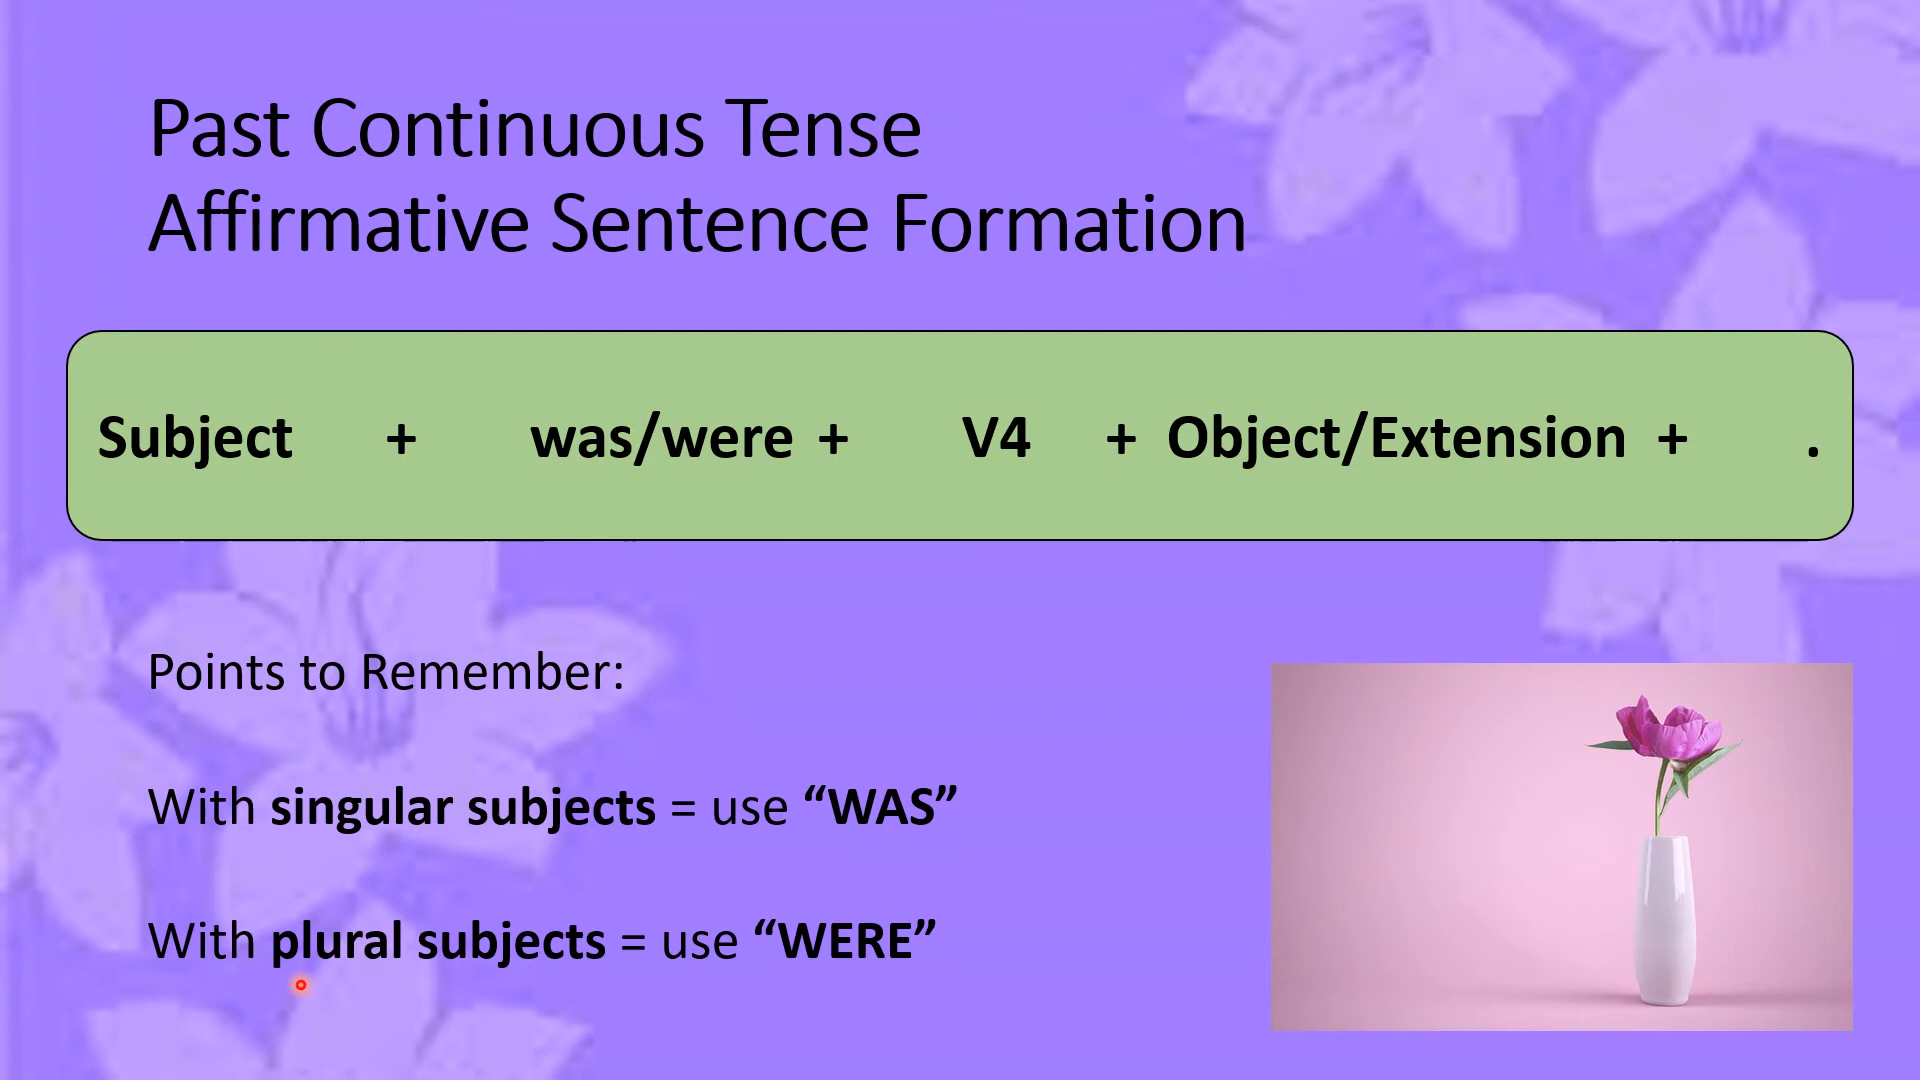 Past Continuous Tense
Affirmative Sentence Formation
Subject + was/were + V4 + Object/Extension + .
Points to Remember:
With singular subjects = use “WAS”
With plural subjects = use “WERE”